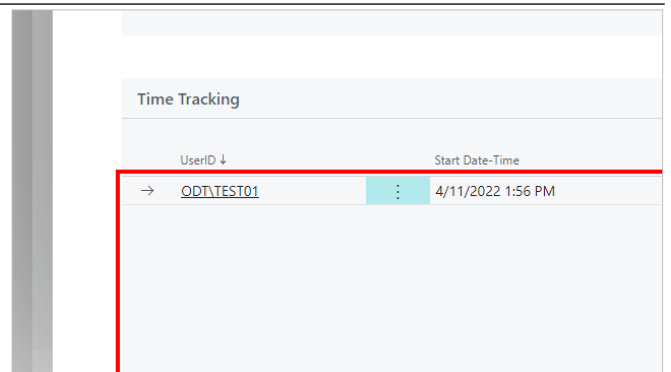 Time Tracking
UserID ↓ Start Date-Time
→ ODT\TEST01 ⋮ 4/11/2022 1:56 PM